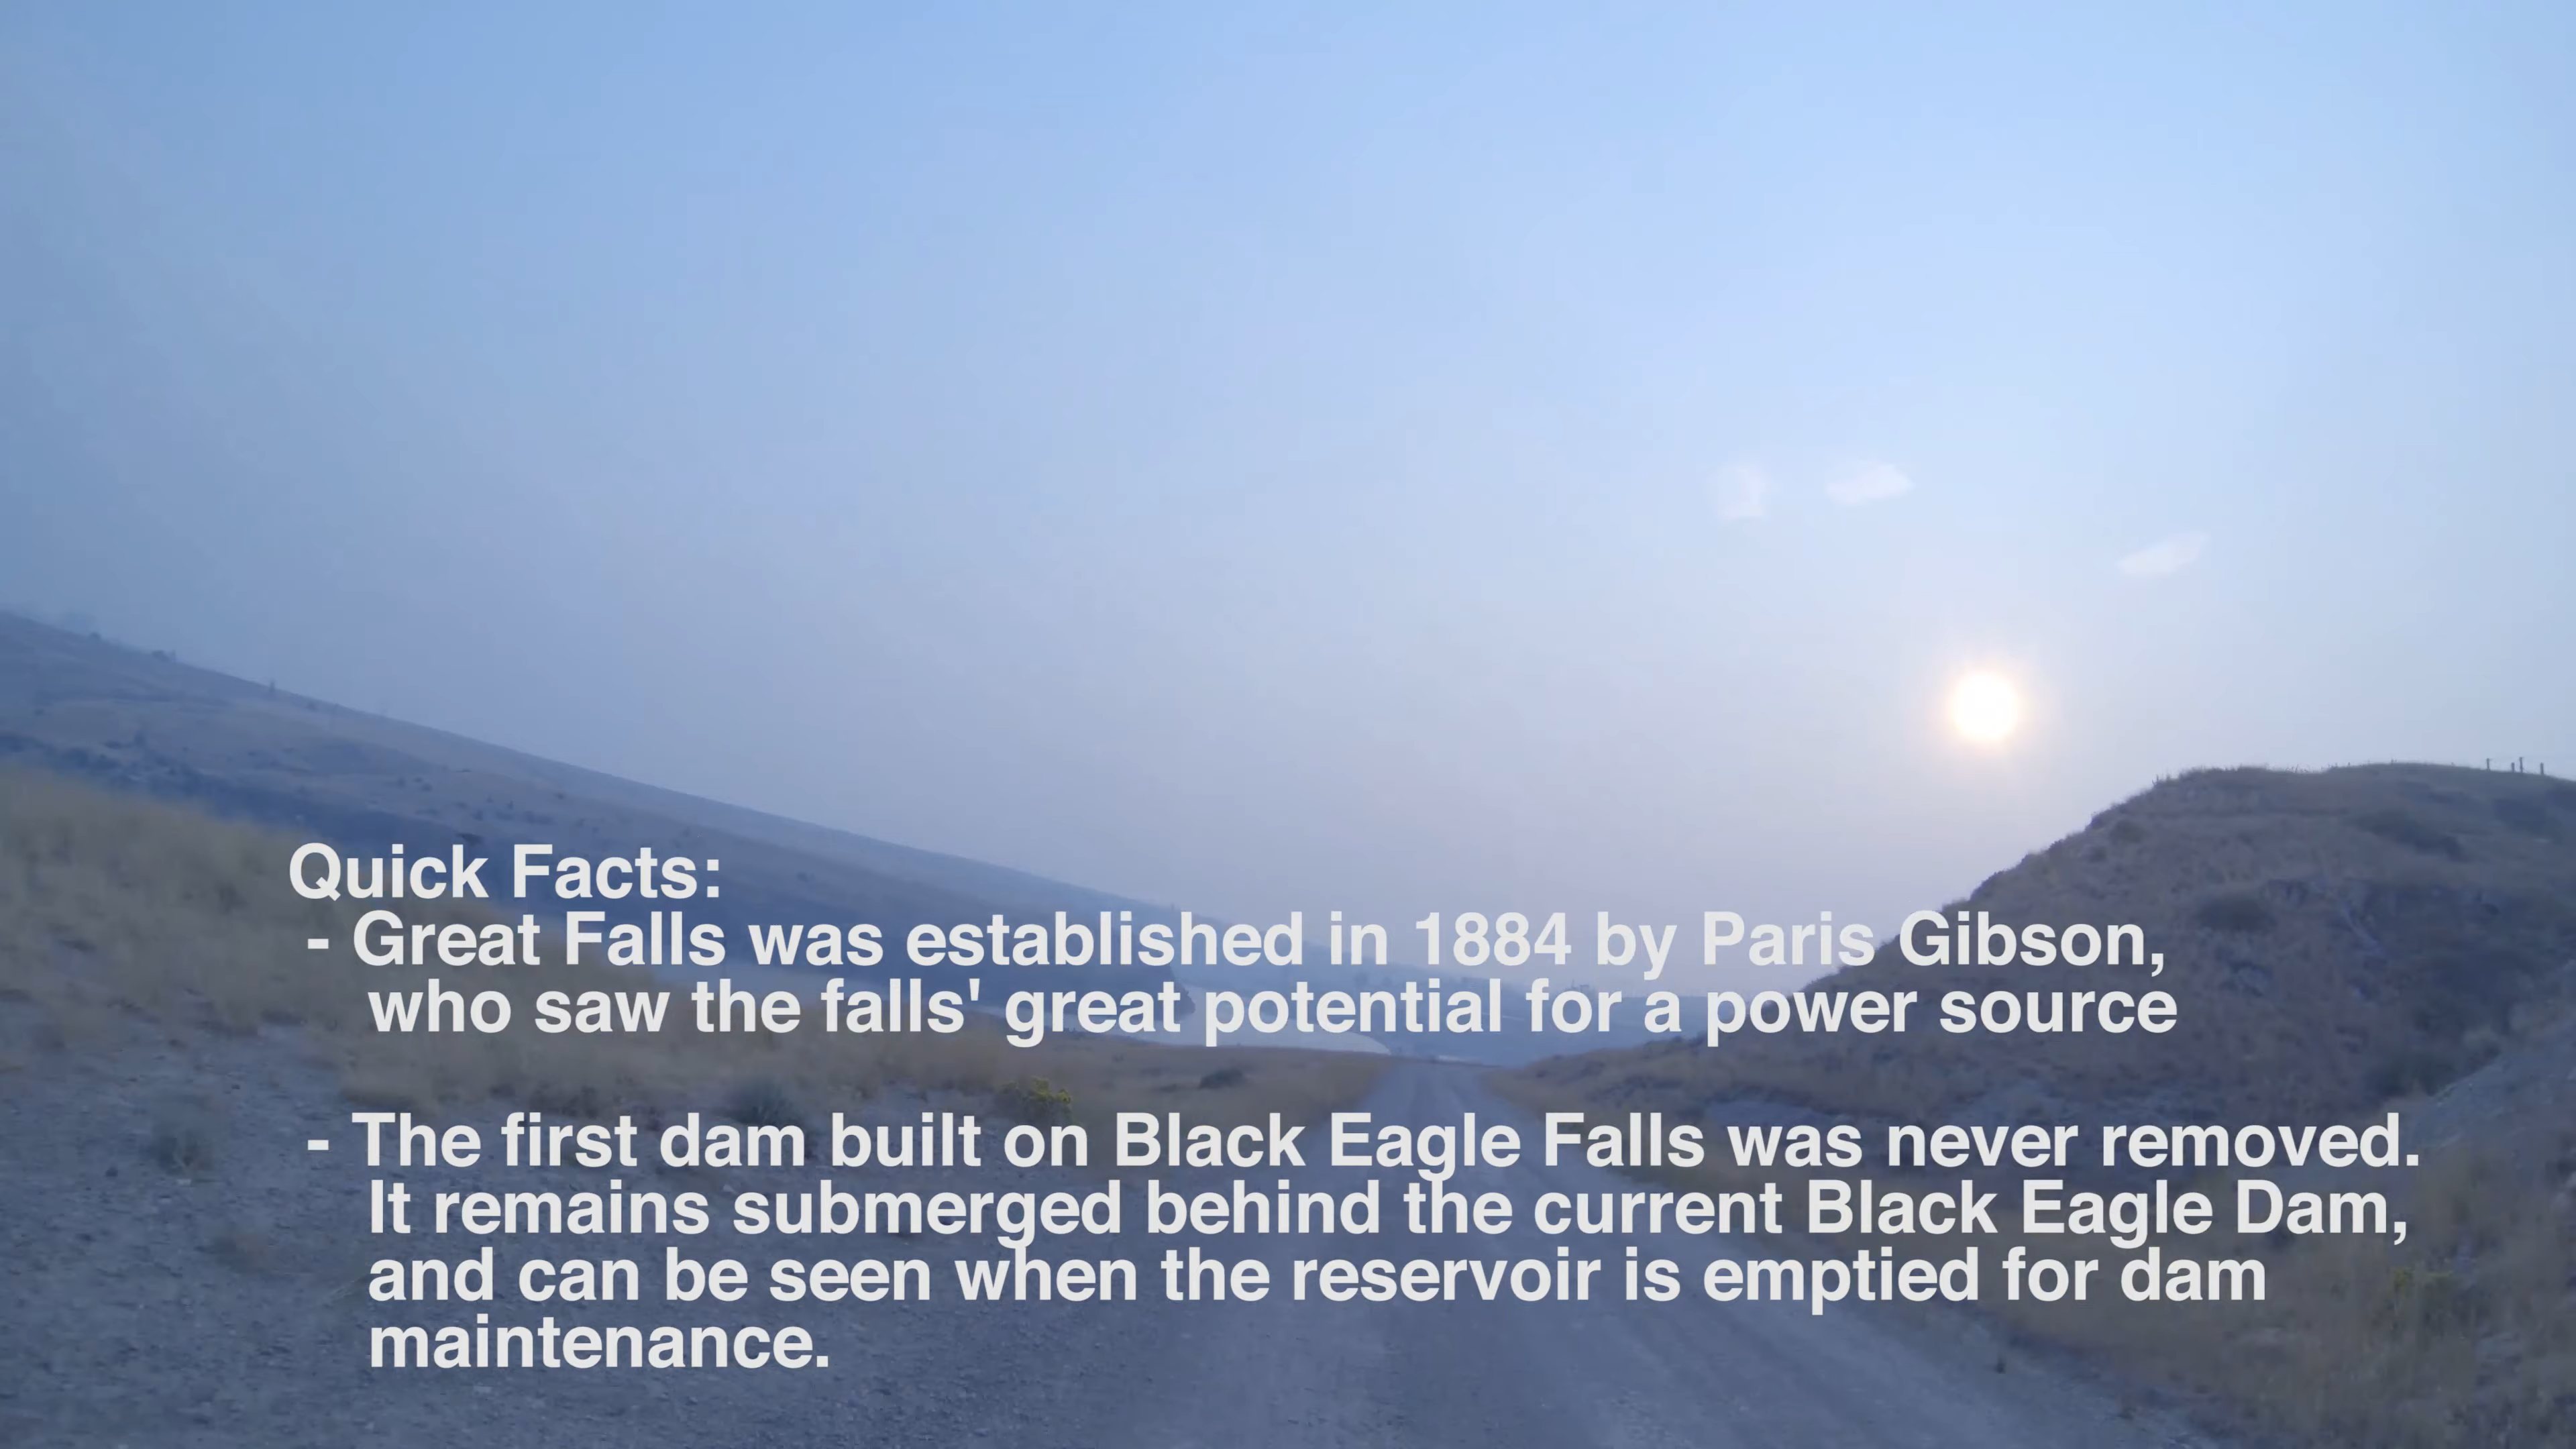 Quick Facts:
- Great Falls was established in 1884 by Paris Gibson,
who saw the falls' great potential for a power source
- The first dam built on Black Eagle Falls was never removed.
It remains submerged behind the current Black Eagle Dam,
and can be seen when the reservoir is emptied for dam
maintenance.